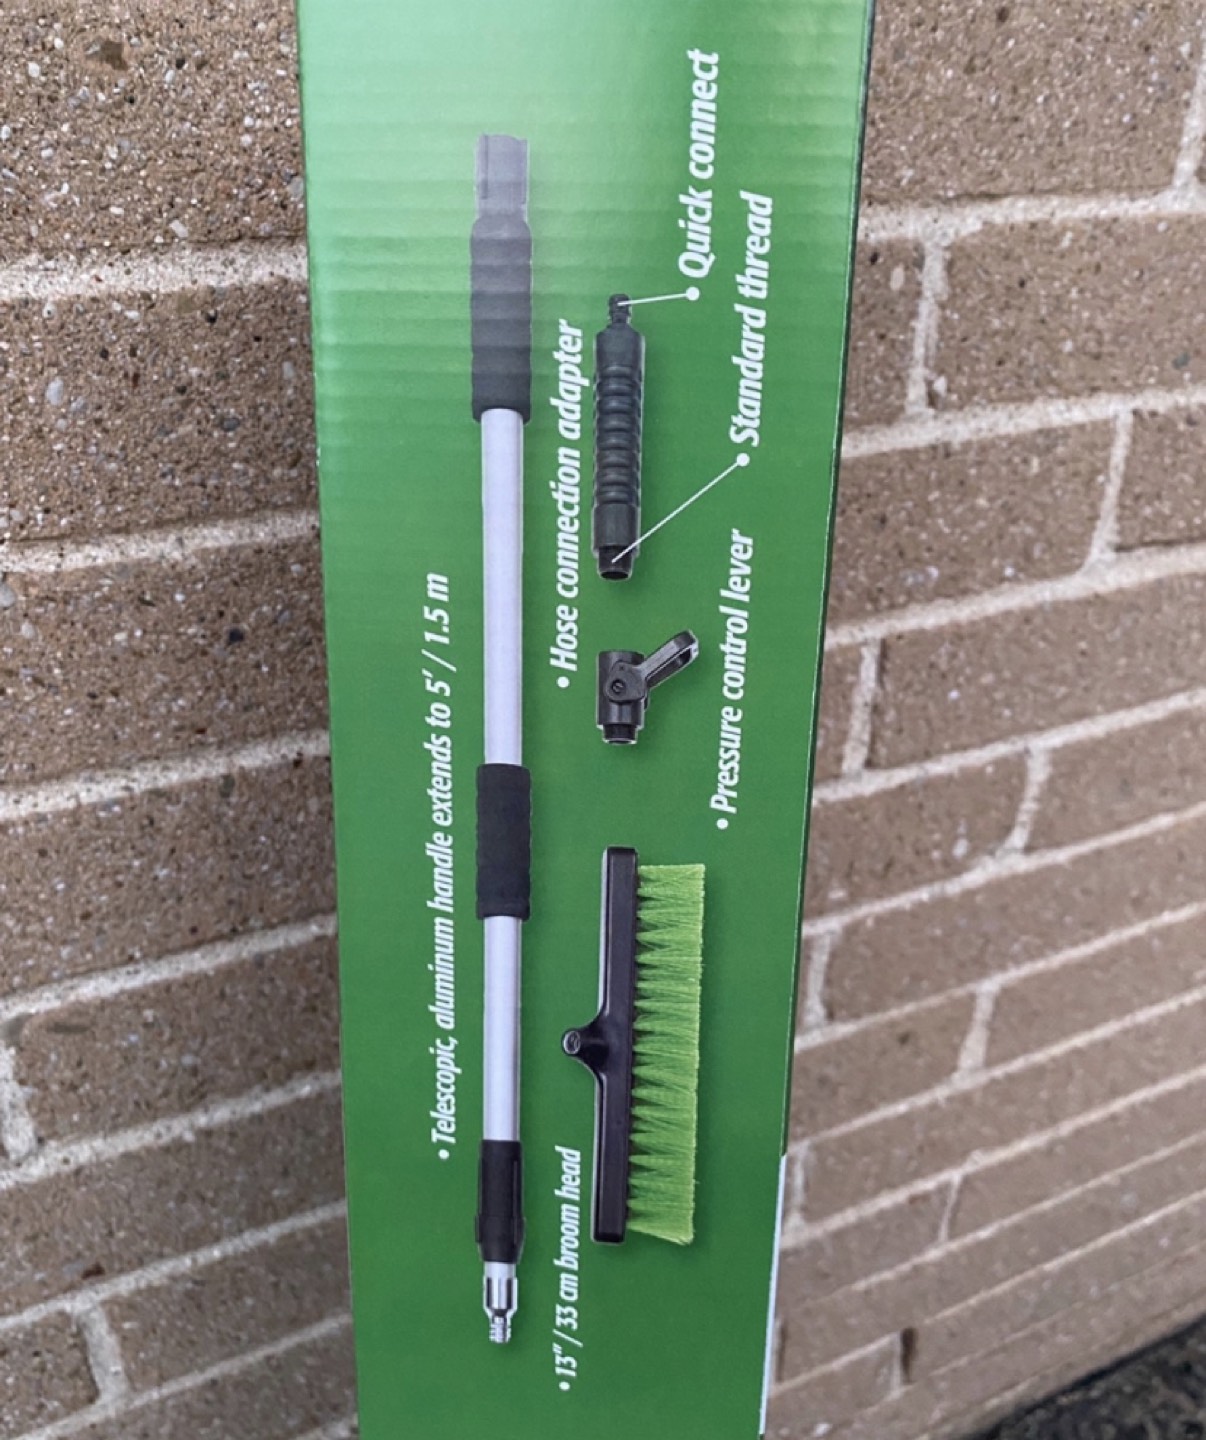 • Telescopic, aluminum handle extends to 5' / 1.5 m
• 13" / 33 cm broom head
• Hose connection adapter
• Quick connect
• Standard thread
• Pressure control lever